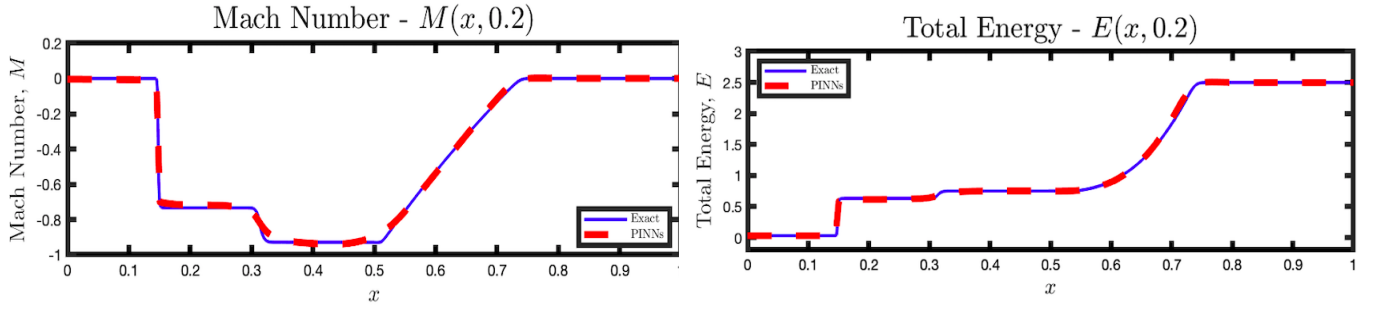 Mach Number - M(x, 0.2)
Mach Number, M
0.2
0
-0.2
-0.4
-0.6
-0.8
-1
0 0.1 0.2 0.3 0.4 0.5 0.6 0.7 0.8 0.9
x
Exact
PINNs
Total Energy - E(x, 0.2)
Total Energy, E
3
2.5
2
1.5
1
0.5
0
0 0.1 0.2 0.3 0.4 0.5 0.6 0.7 0.8 0.9 1
x
Exact
PINNs